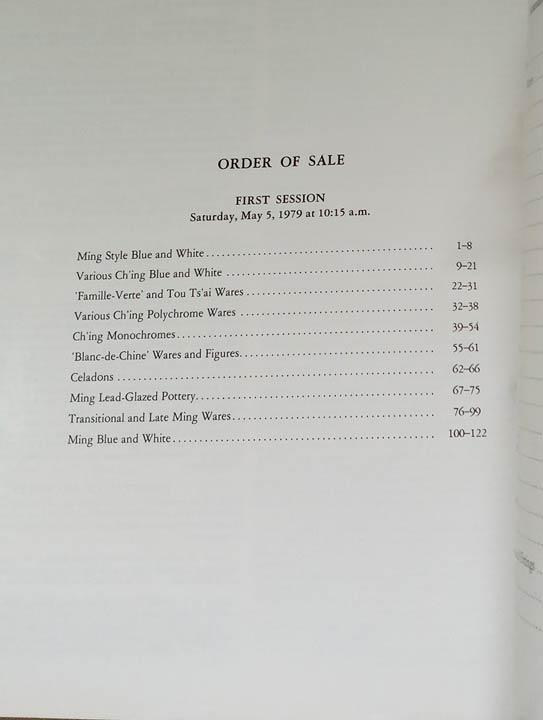 ORDER OF SALE
FIRST SESSION
Saturday, May 5, 1979 at 10:15 a.m.
Ming Style Blue and White........................................ 1–8
Various Ch'ing Blue and White ..................................... 9–21
'Famille-Verte' and Tou Ts'ai Wares ................................. 22–31
Various Ch'ing Polychrome Wares .................................. 32–38
Ch'ing Monochromes............................................. 39–54
'Blanc-de-Chine' Wares and Figures.................................. 55–61
Celadons ....................................................... 62–66
Ming Lead-Glazed Pottery.......................................... 67–75
Transitional and Late Ming Wares.................................... 76–99
Ming Blue and White.............................................. 100–122